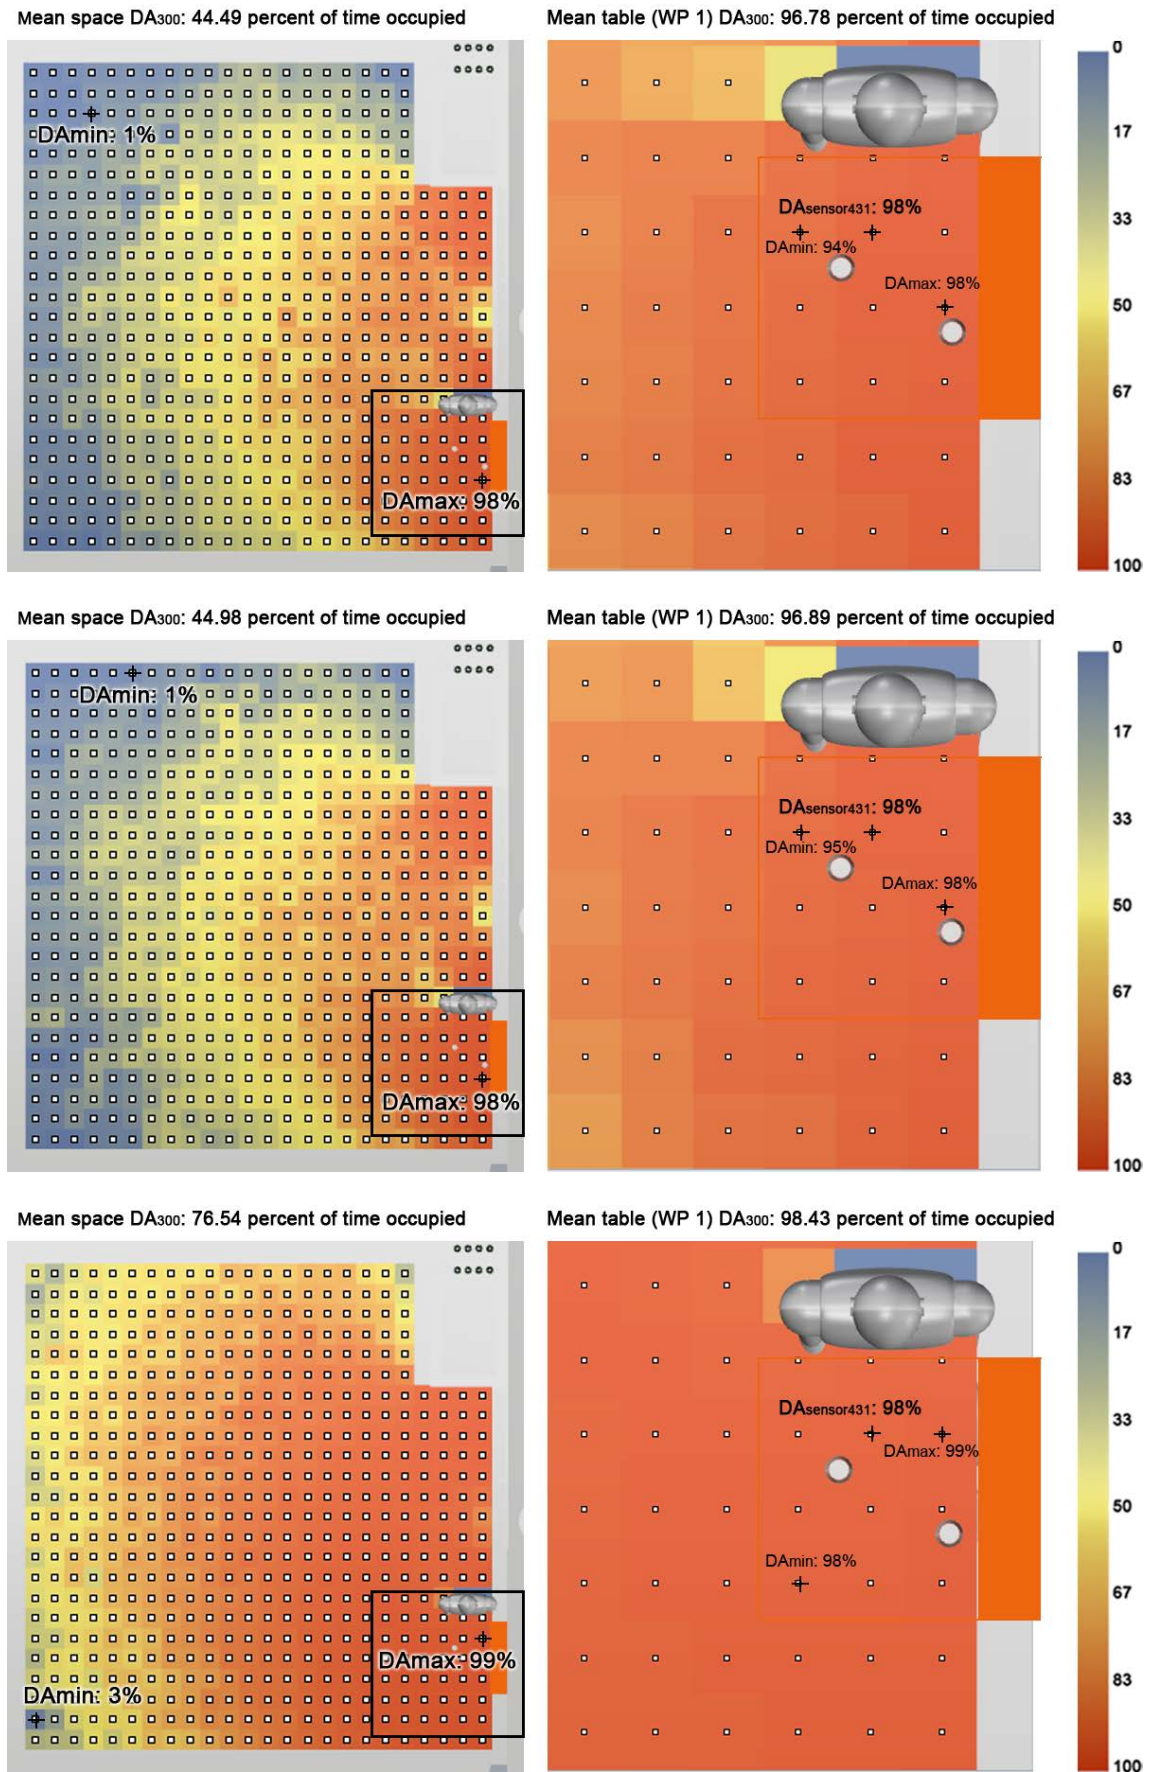 Mean space DA300: 44.49 percent of time occupied
Mean table (WP 1) DA300: 96.78 percent of time occupied
DAmin: 1%
DAmax: 98%
DAsensor431: 98%
DAmin: 94%
DAmax: 98%
0
17
33
50
67
83
100
Mean space DA300: 44.98 percent of time occupied
Mean table (WP 1) DA300: 96.89 percent of time occupied
DAmin: 1%
DAmax: 98%
DAsensor431: 98%
DAmin: 95%
DAmax: 98%
0
17
33
50
67
83
100
Mean space DA300: 76.54 percent of time occupied
Mean table (WP 1) DA300: 98.43 percent of time occupied
DAmax: 99%
DAmin: 3%
DAsensor431: 98%
DAmax: 99%
DAmin: 98%
0
17
33
50
67
83
100